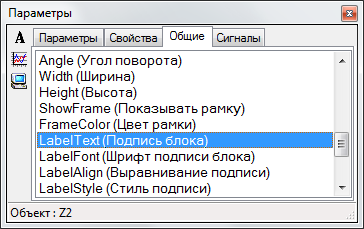 Параметры
A
Параметры Свойства Общие Сигналы
Angle (Угол поворота)
Width (Ширина)
Height (Высота)
ShowFrame (Показывать рамку)
FrameColor (Цвет рамки)
LabelText (Подпись блока)
LabelFont (Шрифт подписи блока)
LabelAlign (Выравнивание подписи)
LabelStyle (Стиль подписи)
Объект : Z2